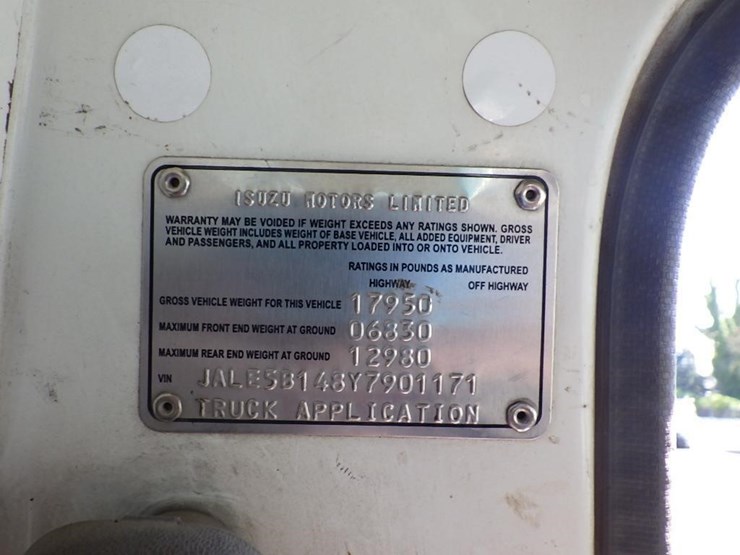 ISUZU MOTORS LIMITED
WARRANTY MAY BE VOIDED IF WEIGHT EXCEEDS ANY RATINGS SHOWN. GROSS
VEHICLE WEIGHT INCLUDES WEIGHT OF BASE VEHICLE, ALL ADDED EQUIPMENT, DRIVER
AND PASSENGERS, AND ALL PROPERTY LOADED INTO OR ONTO VEHICLE.
RATINGS IN POUNDS AS MANUFACTURED
HIGHWAY OFF HIGHWAY
GROSS VEHICLE WEIGHT FOR THIS VEHICLE 17950
MAXIMUM FRONT END WEIGHT AT GROUND 06830
MAXIMUM REAR END WEIGHT AT GROUND 12980
VIN JALE5B148Y7901171
TRUCK APPLICATION